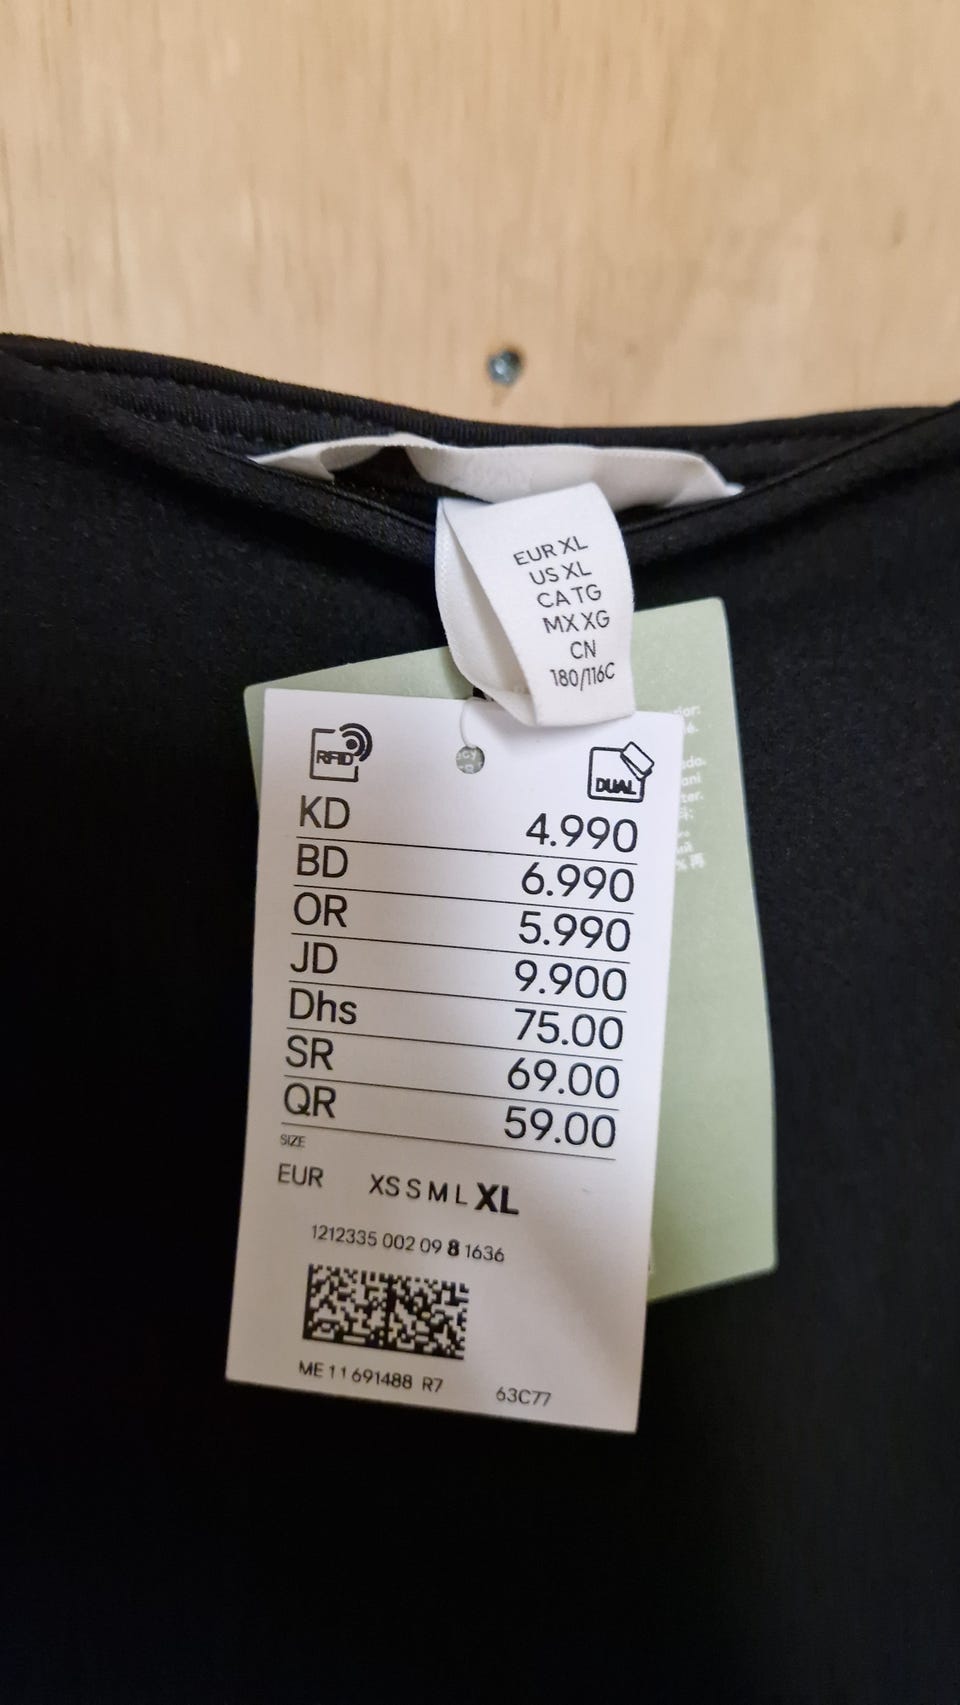 EUR XL
US XL
CA TG
MX XG
CN
180/116C
RFID
DUAL
KD 4.990
BD 6.990
OR 5.990
JD 9.900
Dhs 75.00
SR 69.00
QR 59.00
SIZE
EUR XS S M L XL
1212335 002 09 8 1636
ME 11691488 R7 63C77